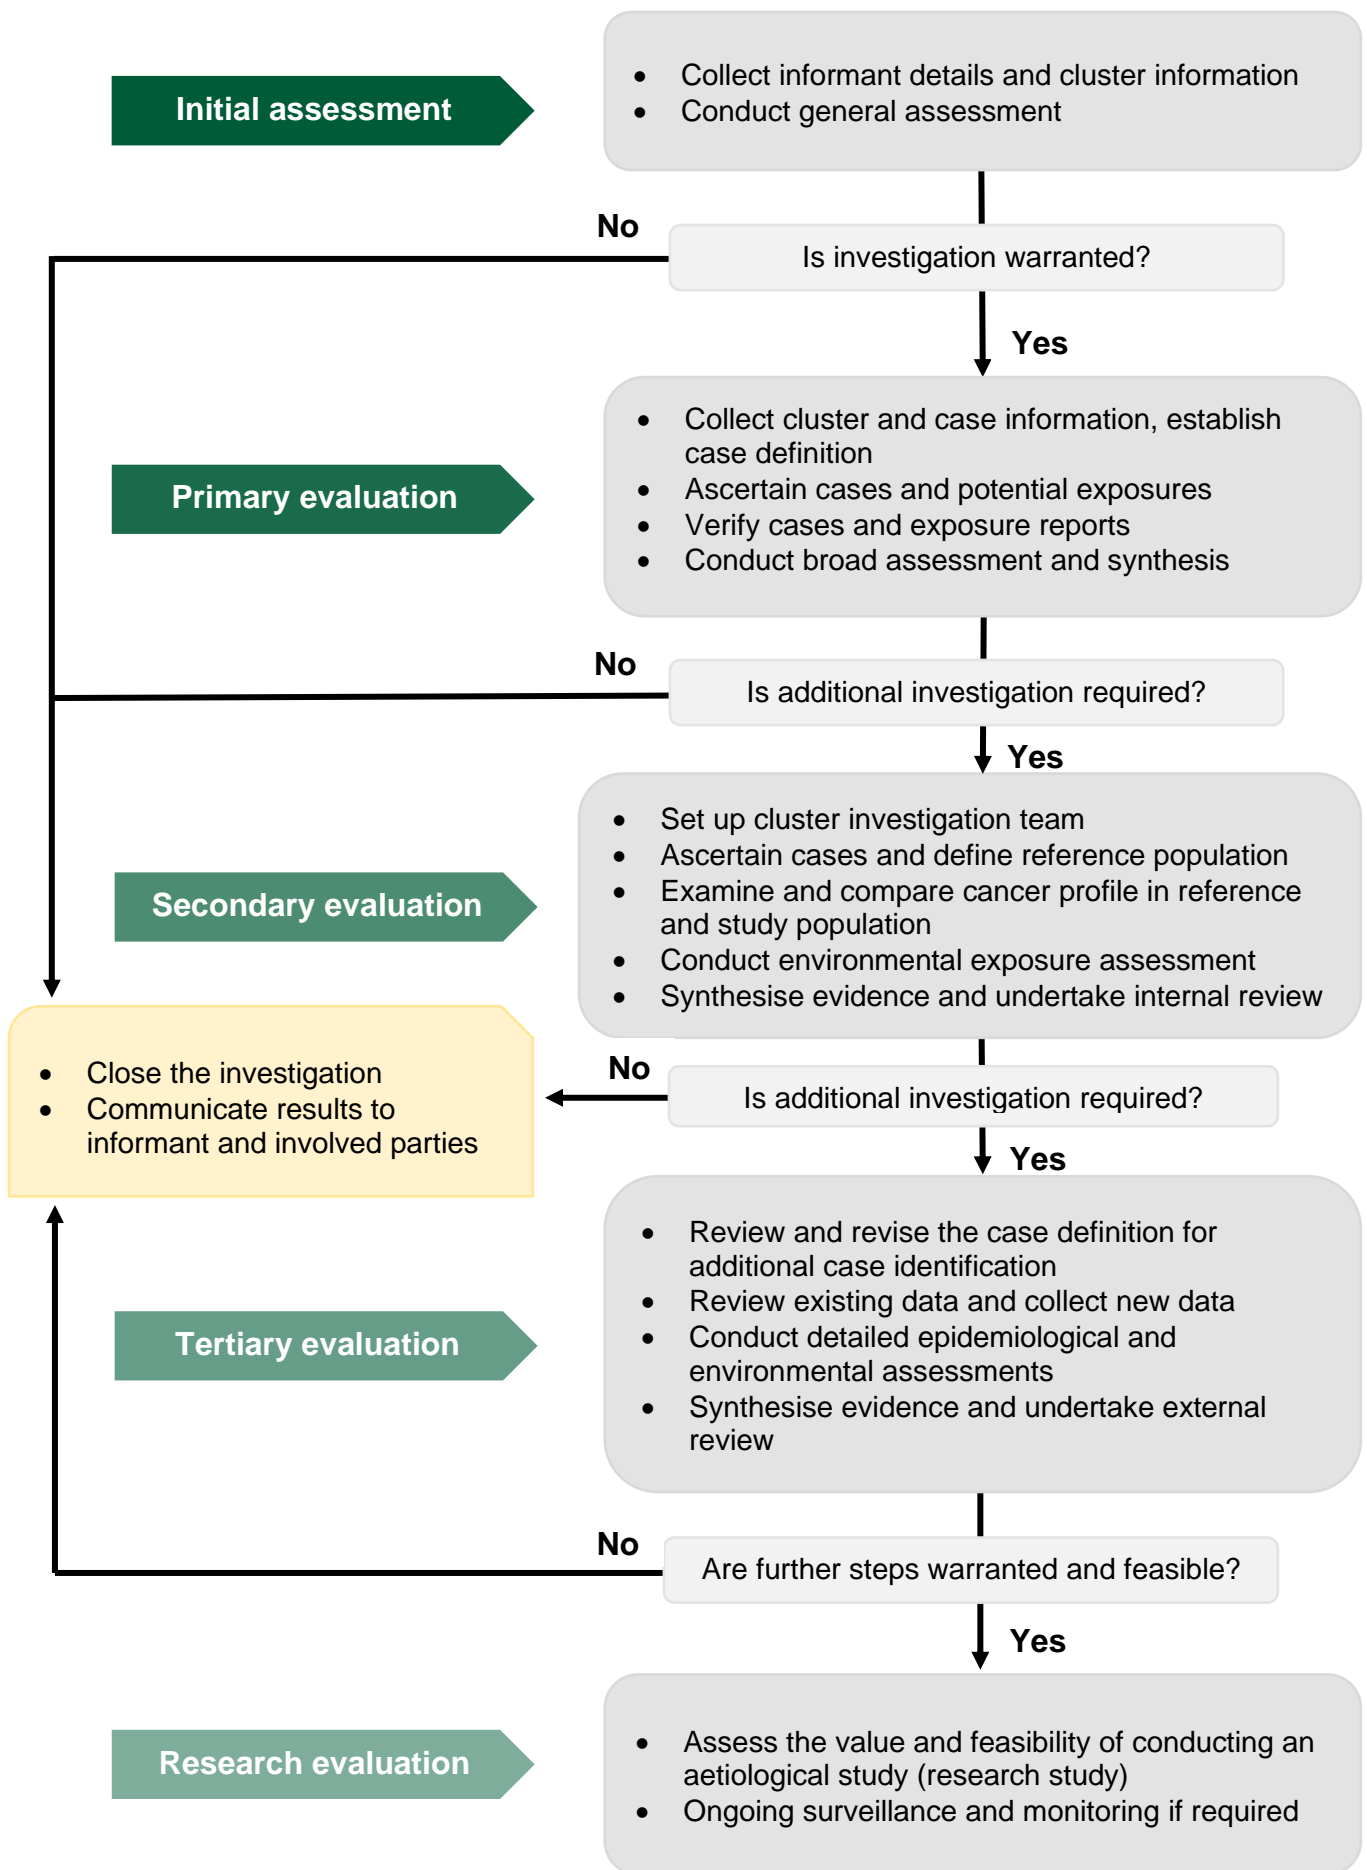 Initial assessment
• Collect informant details and cluster information
• Conduct general assessment
No
Is investigation warranted?
Yes
Primary evaluation
• Collect cluster and case information, establish
case definition
• Ascertain cases and potential exposures
• Verify cases and exposure reports
• Conduct broad assessment and synthesis
No
Is additional investigation required?
Yes
Secondary evaluation
• Set up cluster investigation team
• Ascertain cases and define reference population
• Examine and compare cancer profile in reference
and study population
• Conduct environmental exposure assessment
• Synthesise evidence and undertake internal review
No
Is additional investigation required?
• Close the investigation
• Communicate results to
informant and involved parties
Yes
Tertiary evaluation
• Review and revise the case definition for
additional case identification
• Review existing data and collect new data
• Conduct detailed epidemiological and
environmental assessments
• Synthesise evidence and undertake external
review
No
Are further steps warranted and feasible?
Yes
Research evaluation
• Assess the value and feasibility of conducting an
aetiological study (research study)
• Ongoing surveillance and monitoring if required